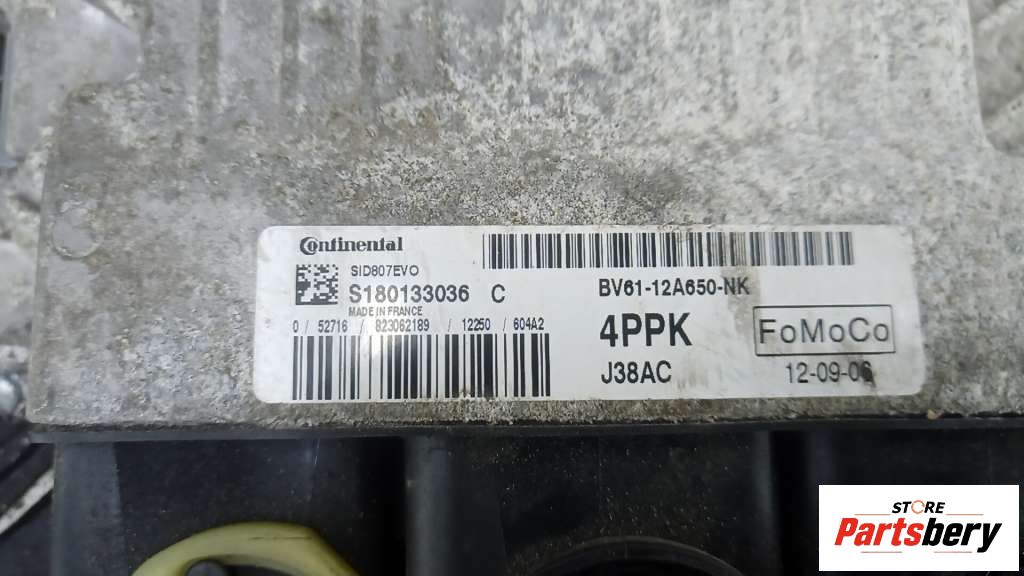 Continental
SID807EVO
S180133036 C
MADE IN FRANCE
0 / 52716 / 823062189 / 12250 / 604A2
BV61-12A650-NK
4PPK
FoMoCo
J38AC
12-09-06
STORE
Partsbery